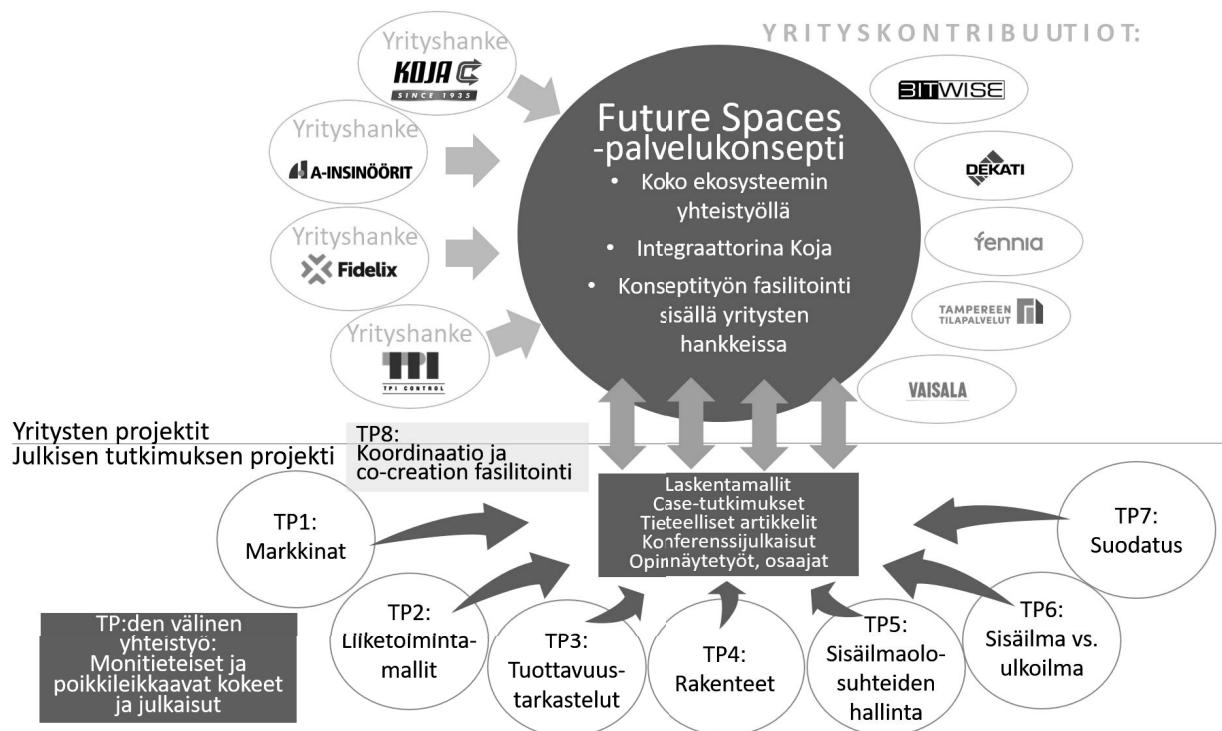 YRITYSKONTRIBUUTIOT:
Yrityshanke
KOJA
SINCE 1935
Yrityshanke
A-INSINÖÖRIT
Yrityshanke
Fidelix
Yrityshanke
TPI
TPI CONTROL
Future Spaces
-palvelukonsepti
• Koko ekosysteemin
yhteistyöllä
• Integraattorina Koja
• Konseptityön fasilitointi
sisällä yritysten
hankkeissa
BITWISE
DEKATI
fennia
TAMPEREEN
TILAPALVELUT
VAISALA
Yritysten projektit
Julkisen tutkimuksen projekti
TP8:
Koordinaatio ja
co-creation fasilitointi
Laskentamallit
Case-tutkimukset
Tieteelliset artikkelit
Konferenssijulkaisut
Opinnäytetyöt, osaajat
TP1:
Markkinat
TP2:
Liiketoiminta-
mallit
TP3:
Tuottavuus-
tarkastelut
TP4:
Rakenteet
TP5:
Sisäilmaolo-
suhteiden
hallinta
TP6:
Sisäilma vs.
ulkoilma
TP7:
Suodatus
TP:den välinen
yhteistyö:
Monitieteiset ja
poikkileikkaavat kokeet
ja julkaisut